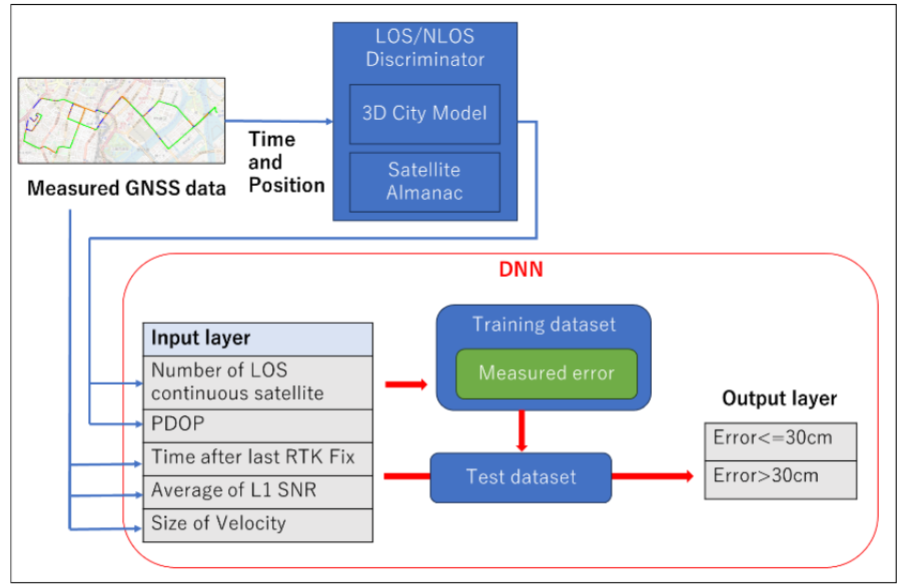 LOS/NLOS
Discriminator
3D City Model
Satellite
Almanac
Time
and
Position
Measured GNSS data
DNN
Input layer
Number of LOS
continuous satellite
PDOP
Time after last RTK Fix
Average of L1 SNR
Size of Velocity
Training dataset
Measured error
Test dataset
Output layer
Error<=30cm
Error>30cm